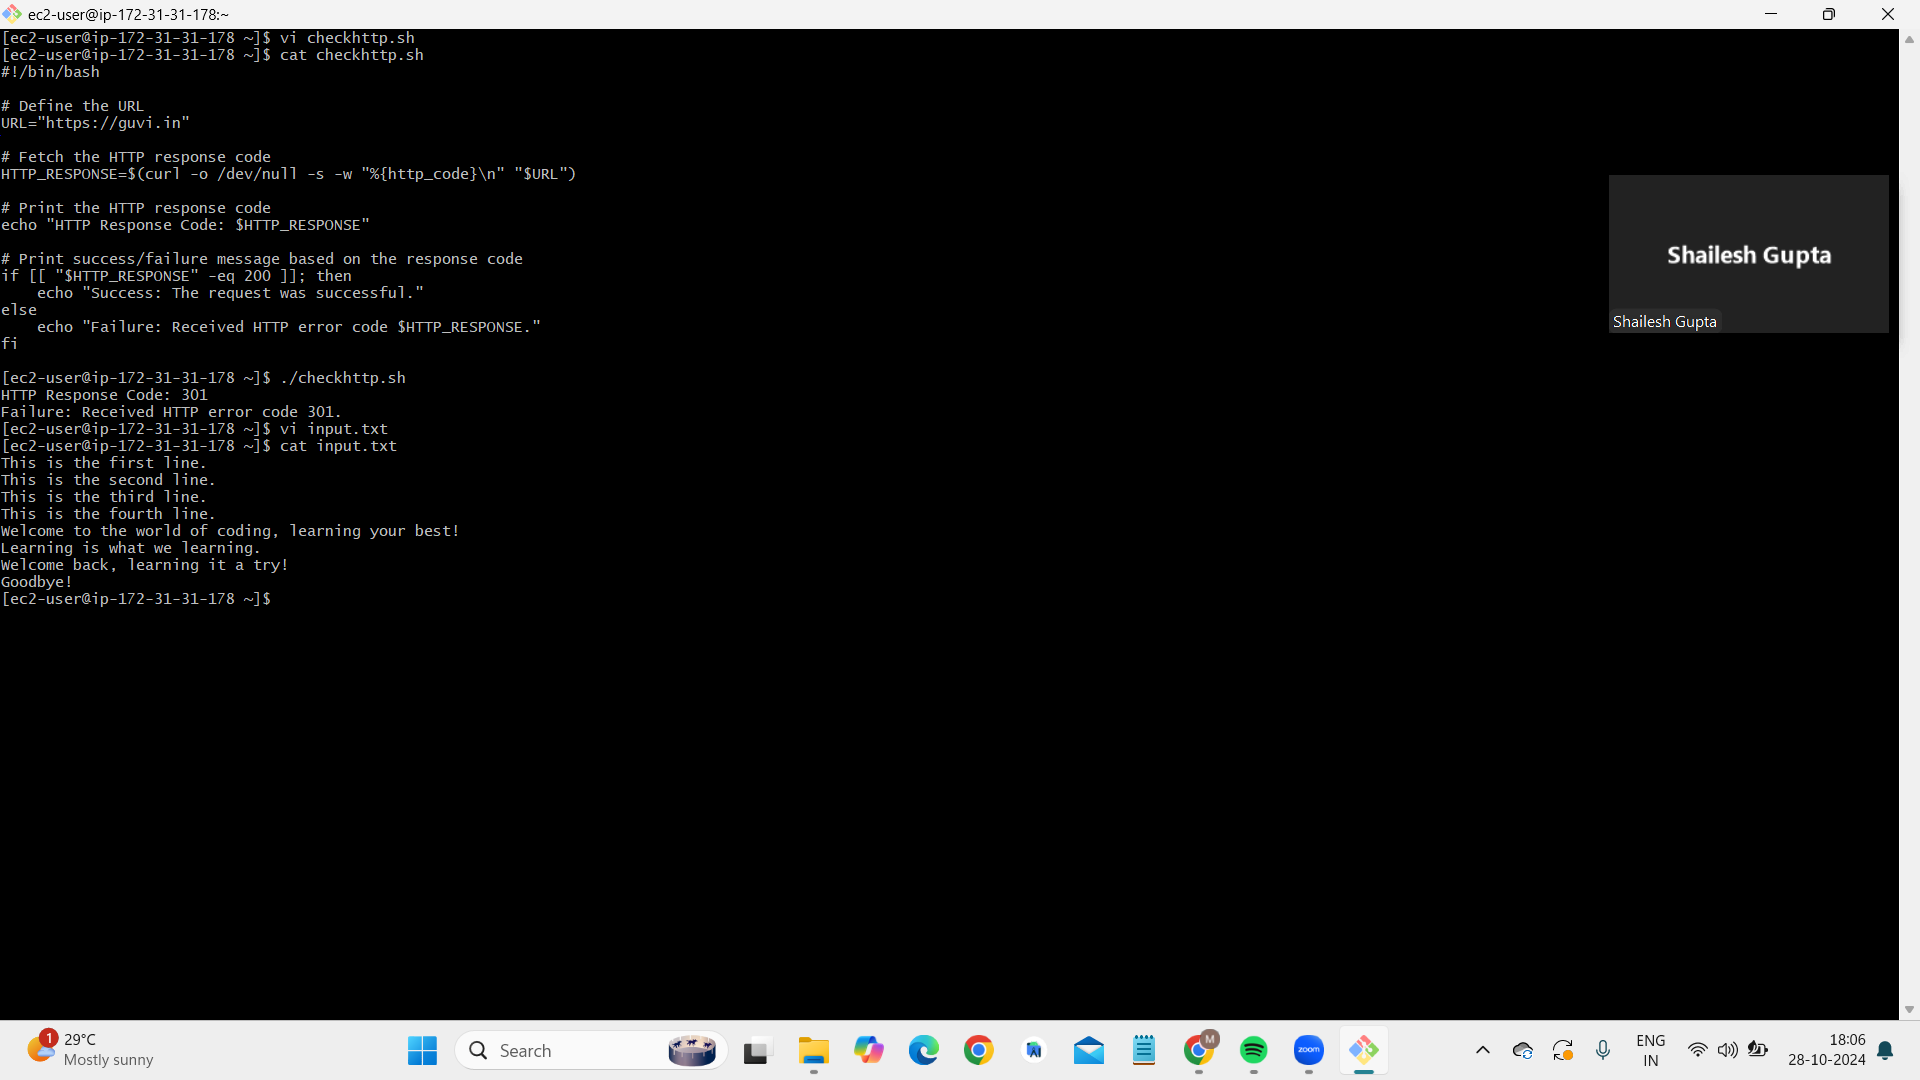 ec2-user@ip-172-31-31-178:~
[ec2-user@ip-172-31-31-178 ~]$ vi checkhttp.sh
[ec2-user@ip-172-31-31-178 ~]$ cat checkhttp.sh
#!/bin/bash
# Define the URL
URL="https://guvi.in"
# Fetch the HTTP response code
HTTP_RESPONSE=$(curl -o /dev/null -s -w "%{http_code}\n" "$URL")
# Print the HTTP response code
echo "HTTP Response Code: $HTTP_RESPONSE"
# Print success/failure message based on the response code
if [[ "$HTTP_RESPONSE" -eq 200 ]]; then
    echo "Success: The request was successful."
else
    echo "Failure: Received HTTP error code $HTTP_RESPONSE."
fi
[ec2-user@ip-172-31-31-178 ~]$ ./checkhttp.sh
HTTP Response Code: 301
Failure: Received HTTP error code 301.
[ec2-user@ip-172-31-31-178 ~]$ vi input.txt
[ec2-user@ip-172-31-31-178 ~]$ cat input.txt
This is the first line.
This is the second line.
This is the third line.
This is the fourth line.
Welcome to the world of coding, learning your best!
Learning is what we learning.
Welcome back, learning it a try!
Goodbye!
[ec2-user@ip-172-31-31-178 ~]$
Shailesh Gupta
Shailesh Gupta
1
29°C
Mostly sunny
Search
M
zoom
ENG
IN
18:06
28-10-2024